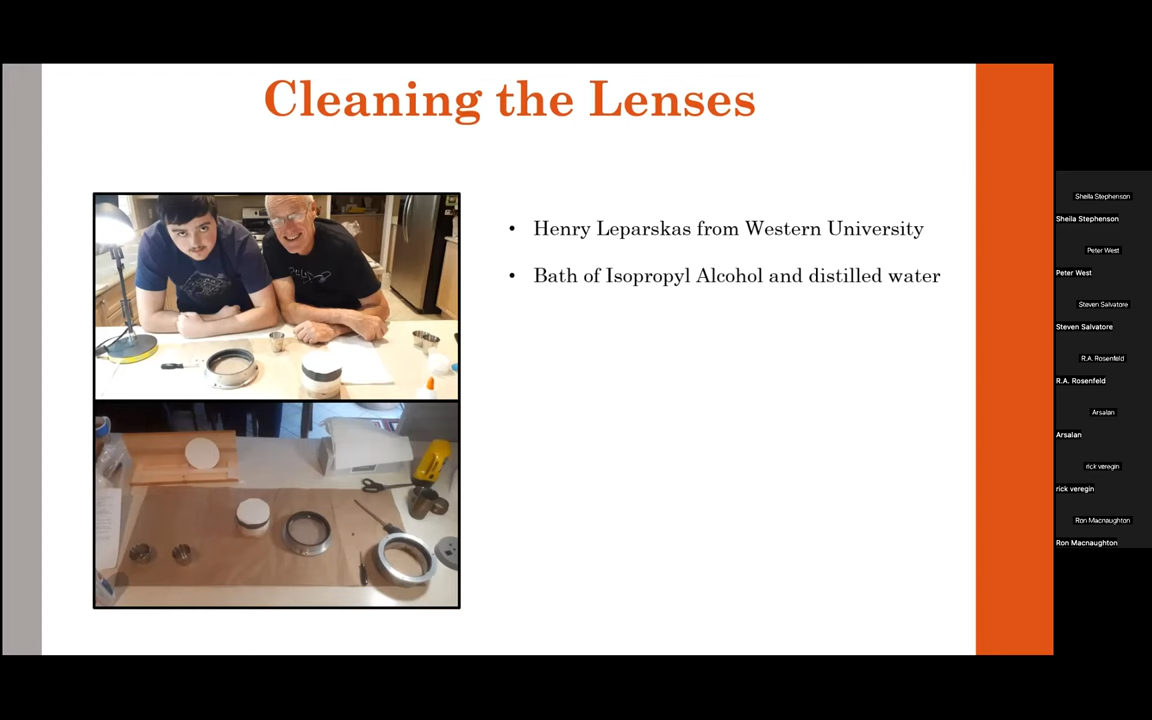 Cleaning the Lenses
• Henry Leparskas from Western University
• Bath of Isopropyl Alcohol and distilled water
Sheila Stephenson
Sheila Stephenson
Peter West
Peter West
Steven Salvatore
Steven Salvatore
R.A. Rosenfeld
R.A. Rosenfeld
Arsalan
Arsalan
rick veregin
rick veregin
Ron Macnaughton
Ron Macnaughton